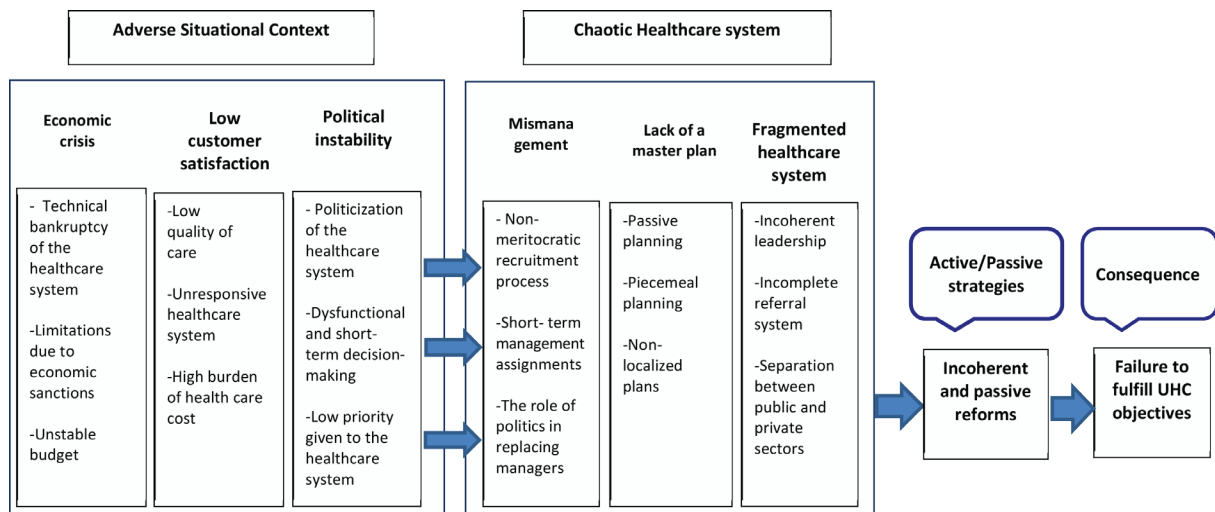 Adverse Situational Context
Chaotic Healthcare system
Economic
crisis
Low
customer
satisfaction
Political
instability
Mismana
gement
Lack of a
master plan
Fragmented
healthcare
system
- Technical
bankruptcy
of the
healthcare
system
-Limitations
due to
economic
sanctions
-Unstable
budget
-Low
quality of
care
-Unresponsive
healthcare
system
-High burden
of health care
cost
- Politicization
of the
healthcare
system
-Dysfunctional
and short-
term decision-
making
-Low priority
given to the
healthcare
system
- Non-
meritocratic
recruitment
process
-Short- term
management
assignments
-The role of
politics in
replacing
managers
-Passive
planning
-Piecemeal
planning
-Non-
localized
plans
-Incoherent
leadership
-Incomplete
referral
system
-Separation
between
public and
private
sectors
Active/Passive
strategies
Incoherent
and passive
reforms
Consequence
Failure to
fulfill UHC
objectives